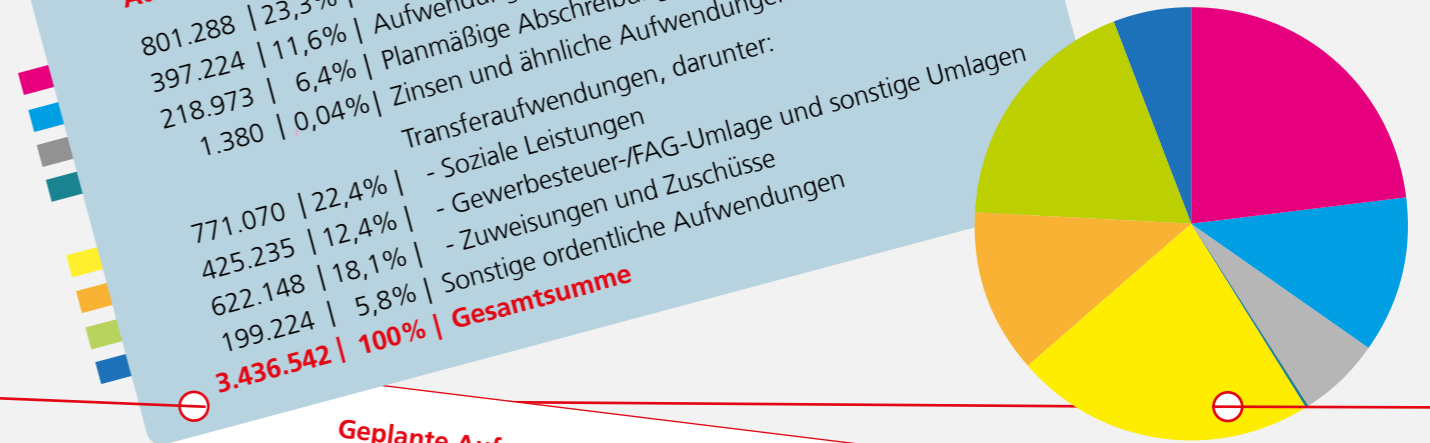 801.288 | 23,3% |
397.224 | 11,6% |
218.973 | 6,4% | Planmäßige
1.380 | 0,04% | Zinsen und ähnliche Aufwendungen
Transferaufwendungen, darunter:
771.070 | 22,4% | - Soziale Leistungen
425.235 | 12,4% | - Gewerbesteuer-/FAG-Umlage und sonstige Umlagen
622.148 | 18,1% | - Zuweisungen und Zuschüsse
199.224 | 5,8% | Sonstige ordentliche Aufwendungen
3.436.542 | 100% | Gesamtsumme
Geplante